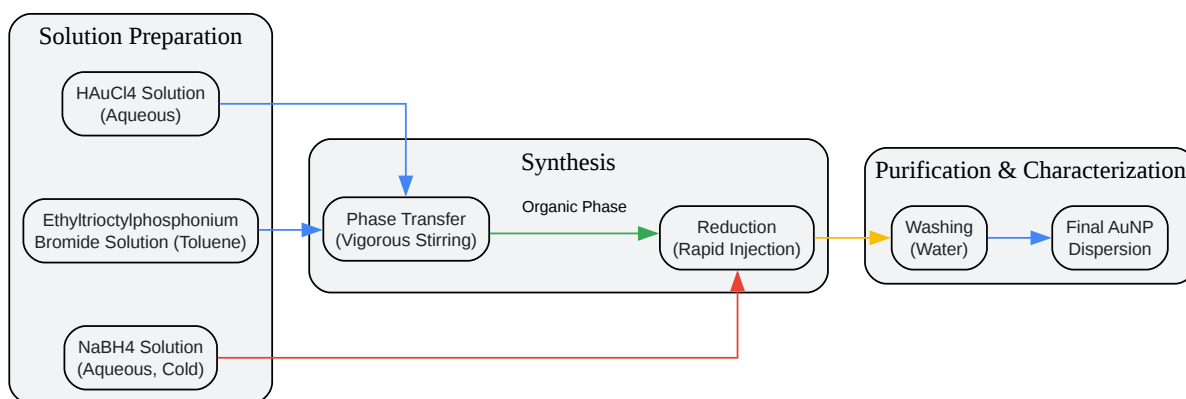 Solution Preparation
HAuCl4 Solution
(Aqueous)
Ethyltrioctylphosphonium
Bromide Solution (Toluene)
NaBH4 Solution
(Aqueous, Cold)
Synthesis
Phase Transfer
(Vigorous Stirring)
Organic Phase
Reduction
(Rapid Injection)
Purification & Characterization
Washing
(Water)
Final AuNP
Dispersion